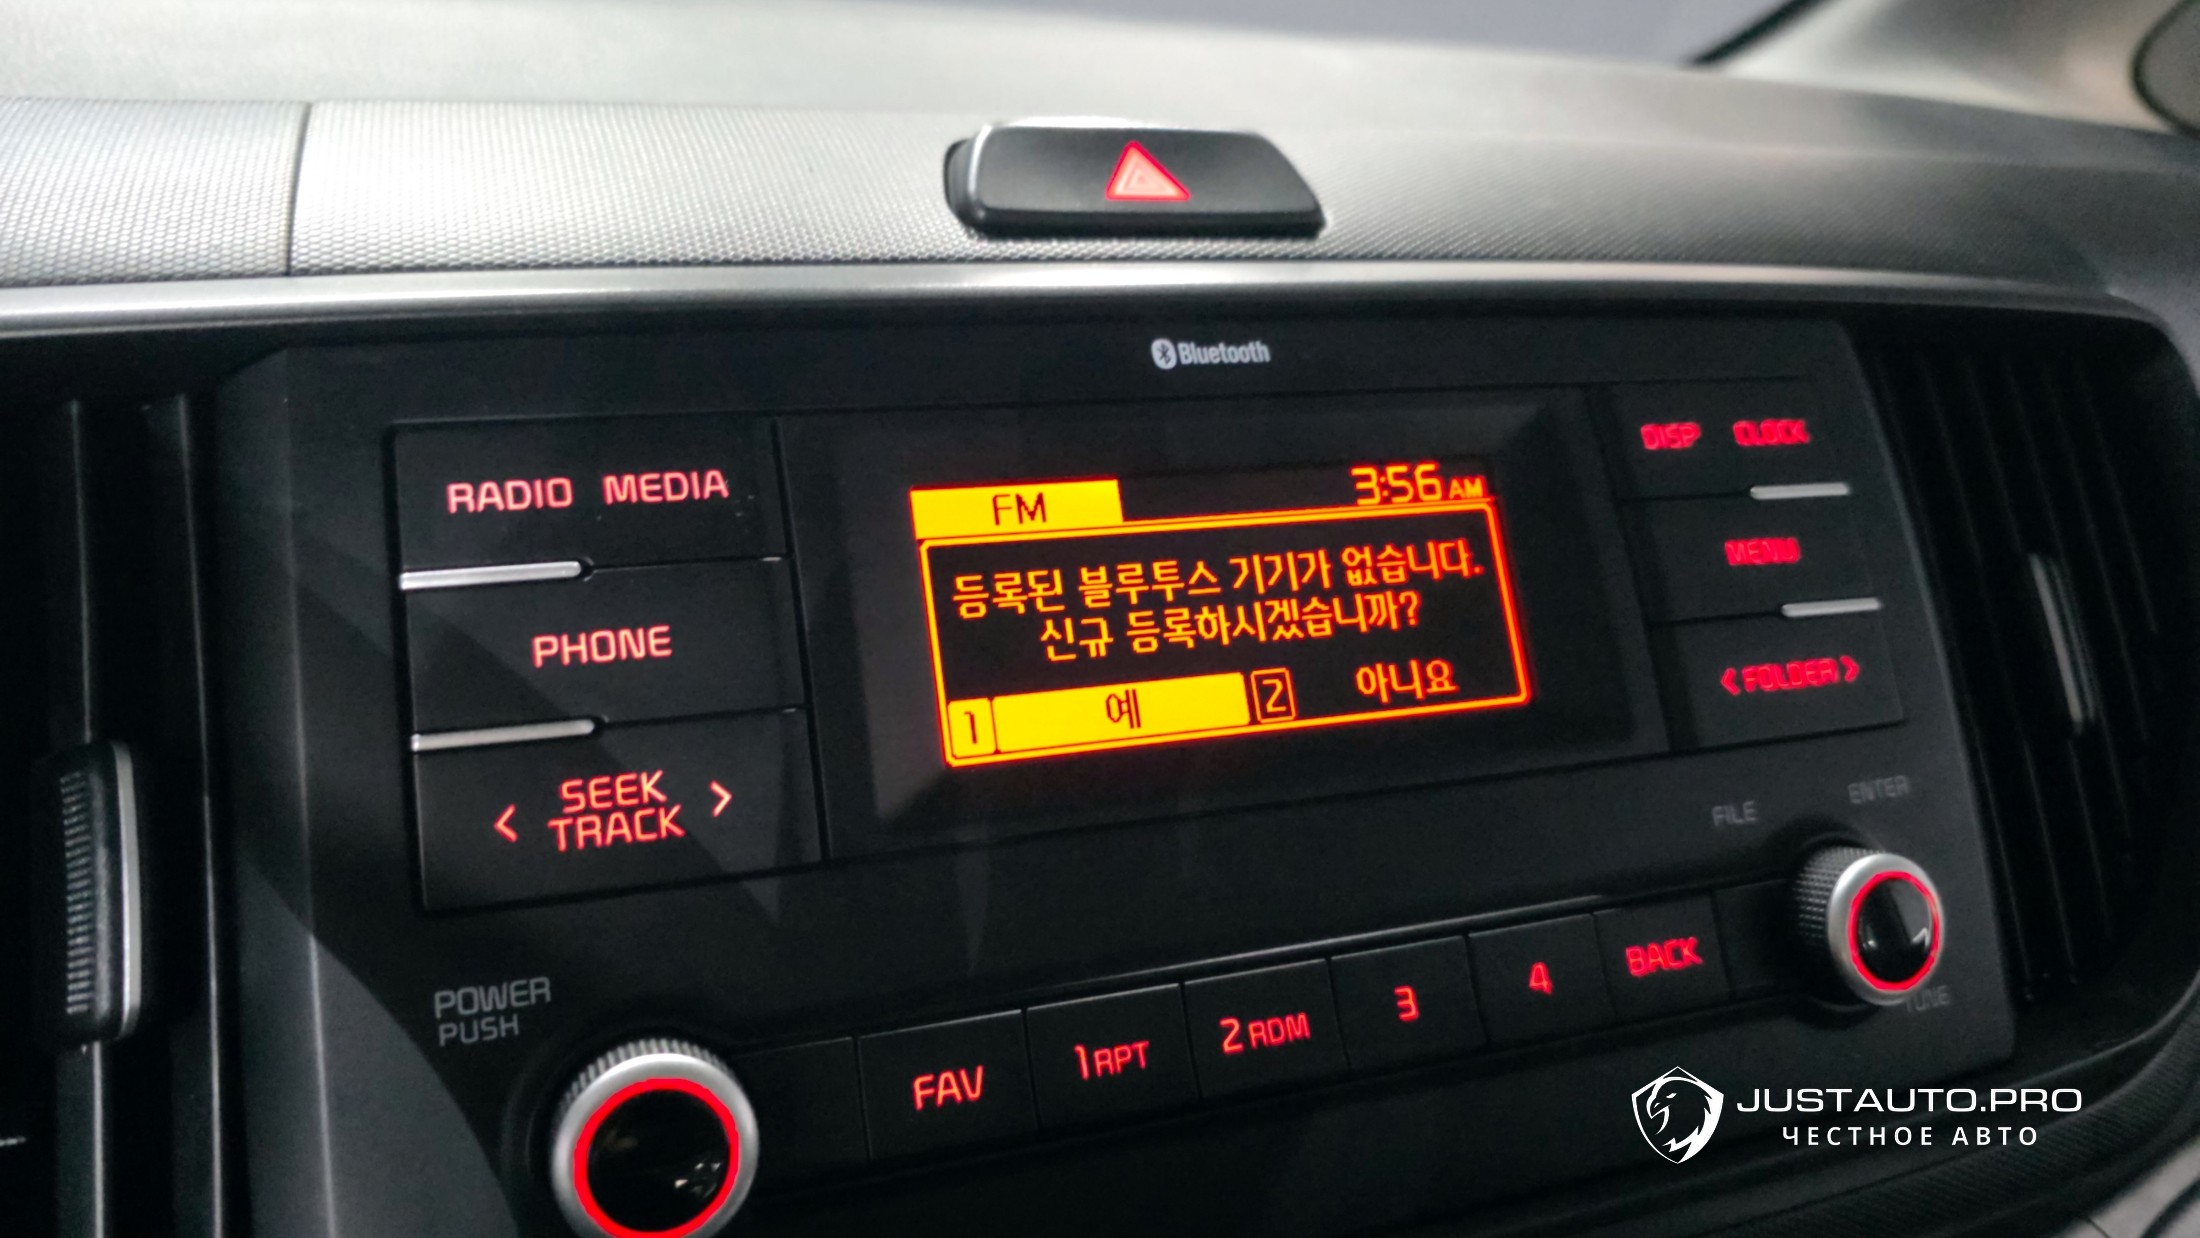 Bluetooth
RADIO MEDIA
PHONE
< SEEK TRACK >
FM 3:56 AM
등록된 블루투스 기기가 없습니다.
신규 등록하시겠습니까?
1 예 2 아니요
DISP CLOCK
MENU
< FOLDER >
FILE ENTER
TUNE
POWER
PUSH
FAV 1 RPT 2 RDM 3 4 BACK
JUSTAUTO.PRO
ЧЕСТНОЕ АВТО